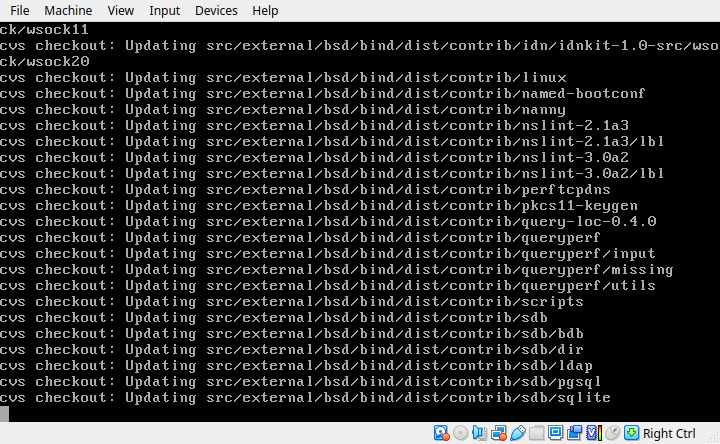 File Machine View Input Devices Help
ck/wsock11
cvs checkout: Updating src/external/bsd/bind/dist/contrib/idn/idnkit-1.0-src/wso
ck/wsock20
cvs checkout: Updating src/external/bsd/bind/dist/contrib/linux
cvs checkout: Updating src/external/bsd/bind/dist/contrib/named-bootconf
cvs checkout: Updating src/external/bsd/bind/dist/contrib/nanny
cvs checkout: Updating src/external/bsd/bind/dist/contrib/nslint-2.1a3
cvs checkout: Updating src/external/bsd/bind/dist/contrib/nslint-2.1a3/lbl
cvs checkout: Updating src/external/bsd/bind/dist/contrib/nslint-3.0a2
cvs checkout: Updating src/external/bsd/bind/dist/contrib/nslint-3.0a2/lbl
cvs checkout: Updating src/external/bsd/bind/dist/contrib/perftcpdns
cvs checkout: Updating src/external/bsd/bind/dist/contrib/pkcs11-keygen
cvs checkout: Updating src/external/bsd/bind/dist/contrib/query-loc-0.4.0
cvs checkout: Updating src/external/bsd/bind/dist/contrib/queryperf
cvs checkout: Updating src/external/bsd/bind/dist/contrib/queryperf/input
cvs checkout: Updating src/external/bsd/bind/dist/contrib/queryperf/missing
cvs checkout: Updating src/external/bsd/bind/dist/contrib/queryperf/utils
cvs checkout: Updating src/external/bsd/bind/dist/contrib/scripts
cvs checkout: Updating src/external/bsd/bind/dist/contrib/sdb
cvs checkout: Updating src/external/bsd/bind/dist/contrib/sdb/bdb
cvs checkout: Updating src/external/bsd/bind/dist/contrib/sdb/dir
cvs checkout: Updating src/external/bsd/bind/dist/contrib/sdb/ldap
cvs checkout: Updating src/external/bsd/bind/dist/contrib/sdb/pgsql
cvs checkout: Updating src/external/bsd/bind/dist/contrib/sdb/sqlite
Right Ctrl